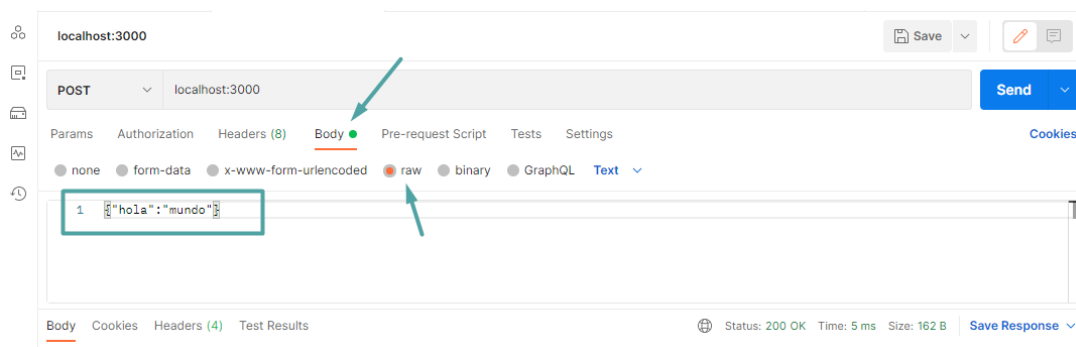 localhost:3000
Save
POST localhost:3000 Send
Params Authorization Headers (8) Body Pre-request Script Tests Settings Cookies
none form-data x-www-form-urlencoded raw binary GraphQL Text
1 {"hola":"mundo"}
Body Cookies Headers (4) Test Results Status: 200 OK Time: 5 ms Size: 162 B Save Response